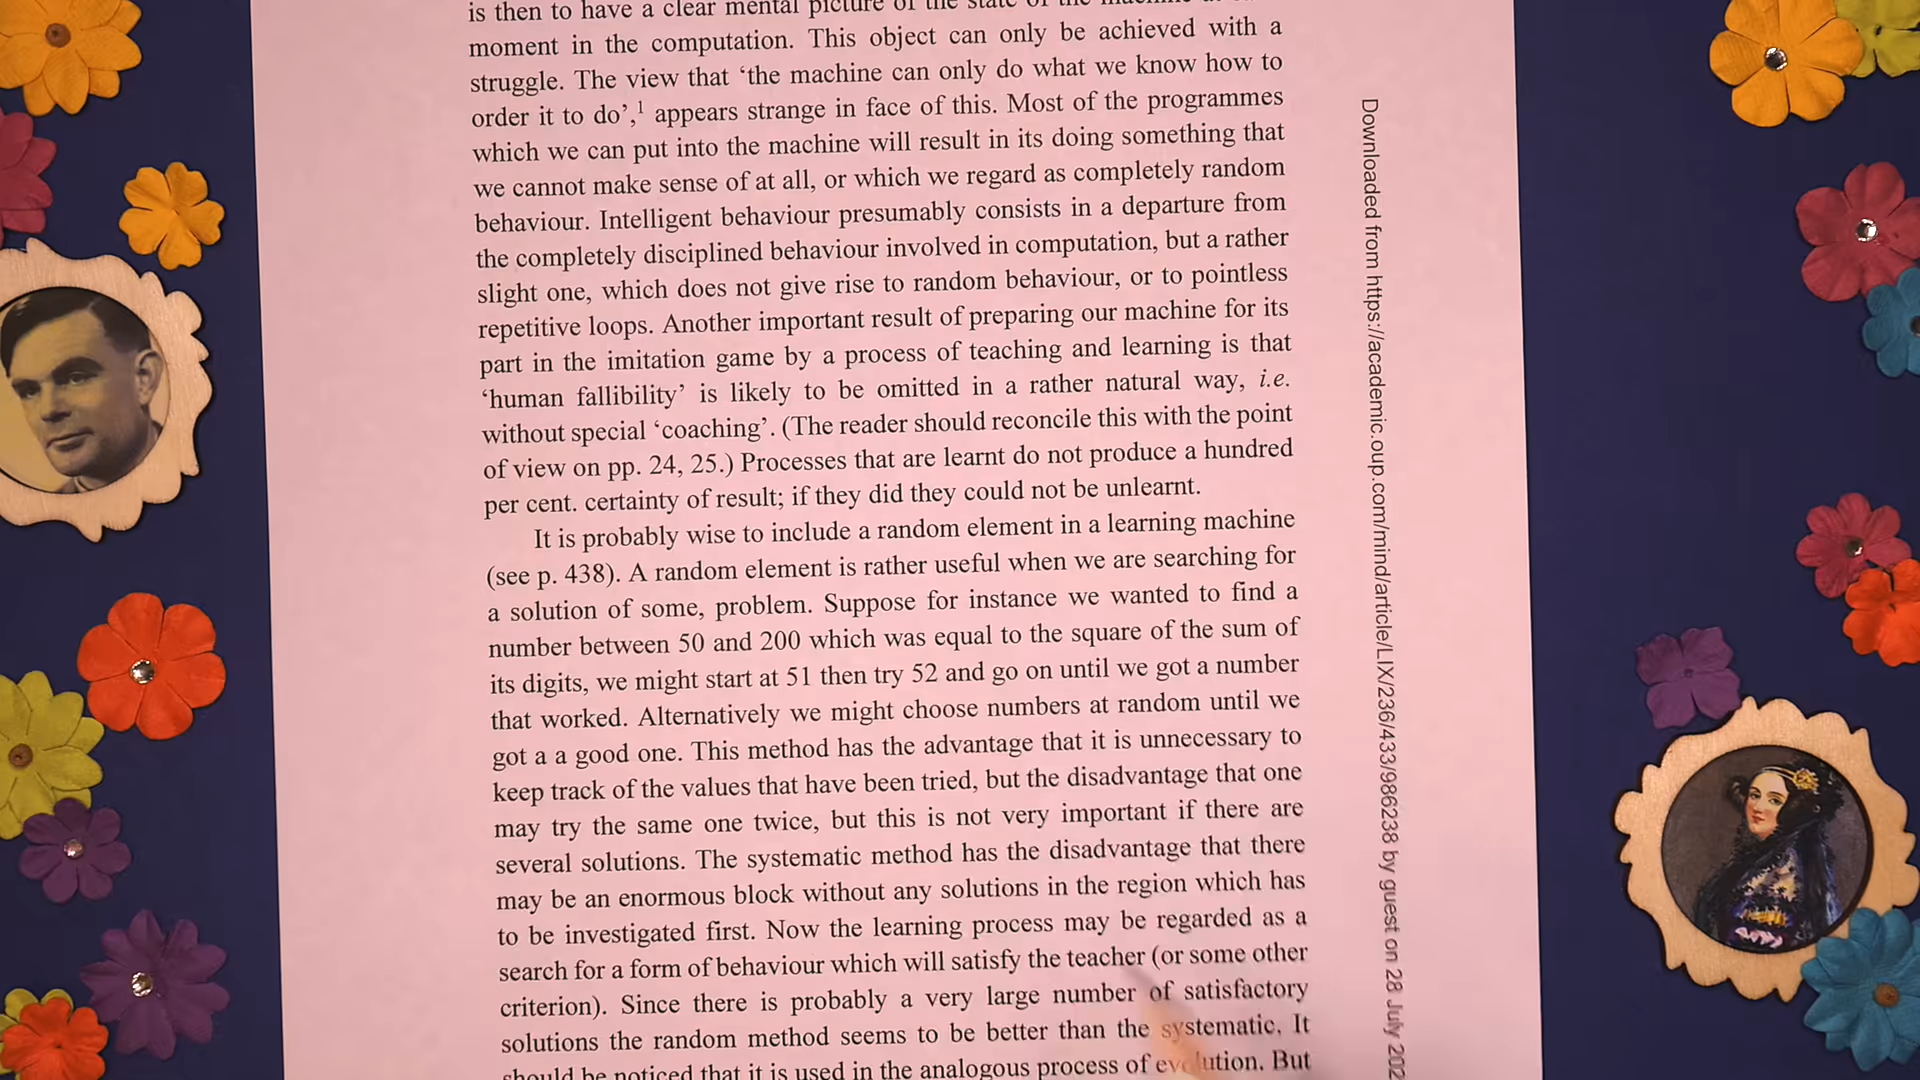 is then to have a clear mental picture of the state of the machine at
moment in the computation. This object can only be achieved with a
struggle. The view that ‘the machine can only do what we know how to
order it to do’,¹ appears strange in face of this. Most of the programmes
which we can put into the machine will result in its doing something that
we cannot make sense of at all, or which we regard as completely random
behaviour. Intelligent behaviour presumably consists in a departure from
the completely disciplined behaviour involved in computation, but a rather
slight one, which does not give rise to random behaviour, or to pointless
repetitive loops. Another important result of preparing our machine for its
part in the imitation game by a process of teaching and learning is that
‘human fallibility’ is likely to be omitted in a rather natural way, i.e.
without special ‘coaching’. (The reader should reconcile this with the point
of view on pp. 24, 25.) Processes that are learnt do not produce a hundred
per cent. certainty of result; if they did they could not be unlearnt.
It is probably wise to include a random element in a learning machine
(see p. 438). A random element is rather useful when we are searching for
a solution of some, problem. Suppose for instance we wanted to find a
number between 50 and 200 which was equal to the square of the sum of
its digits, we might start at 51 then try 52 and go on until we got a number
that worked. Alternatively we might choose numbers at random until we
got a a good one. This method has the advantage that it is unnecessary to
keep track of the values that have been tried, but the disadvantage that one
may try the same one twice, but this is not very important if there are
several solutions. The systematic method has the disadvantage that there
may be an enormous block without any solutions in the region which has
to be investigated first. Now the learning process may be regarded as a
search for a form of behaviour which will satisfy the teacher (or some other
criterion). Since there is probably a very large number of satisfactory
solutions the random method seems to be better than the systematic. It
should be noticed that it is used in the analogous process of evolution. But
Downloaded from https://academic.oup.com/mind/article/LIX/236/433/986238 by guest on 28 July 202